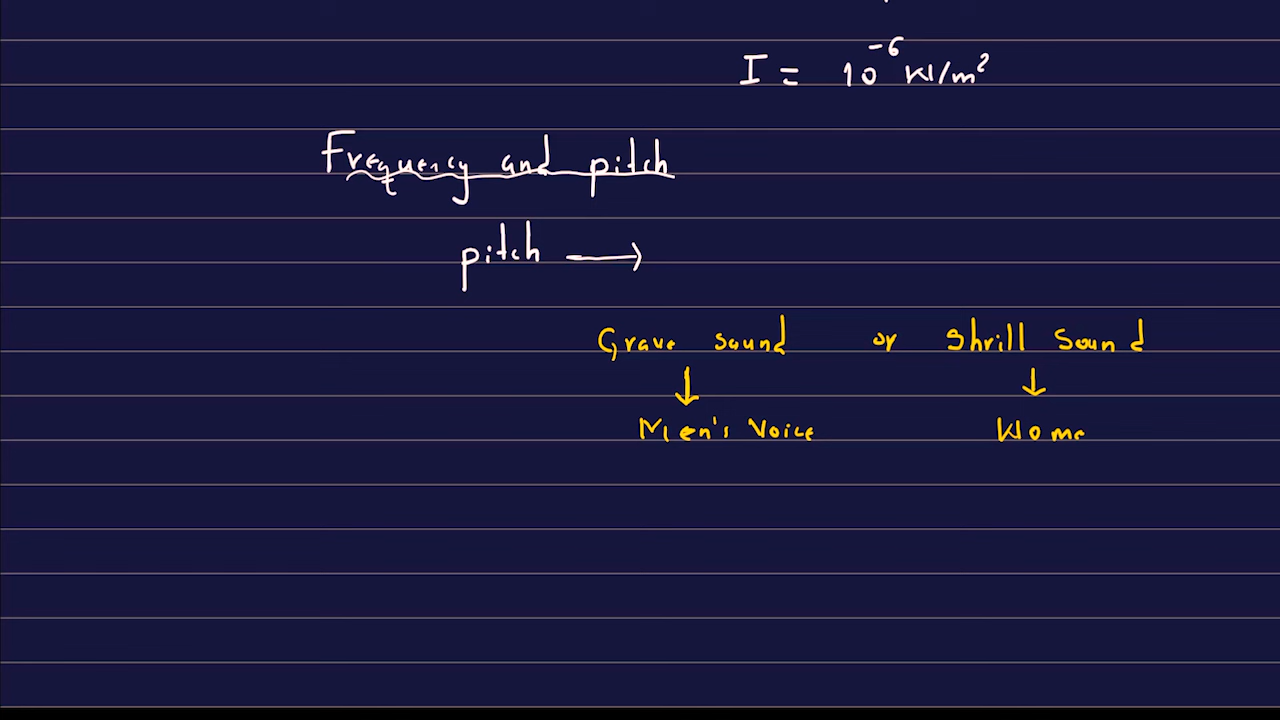 I = 10⁻⁶ W/m²
Frequency and pitch
pitch →
Grave sound or Shrill Sound
↓ ↓
Men's Voice Wome